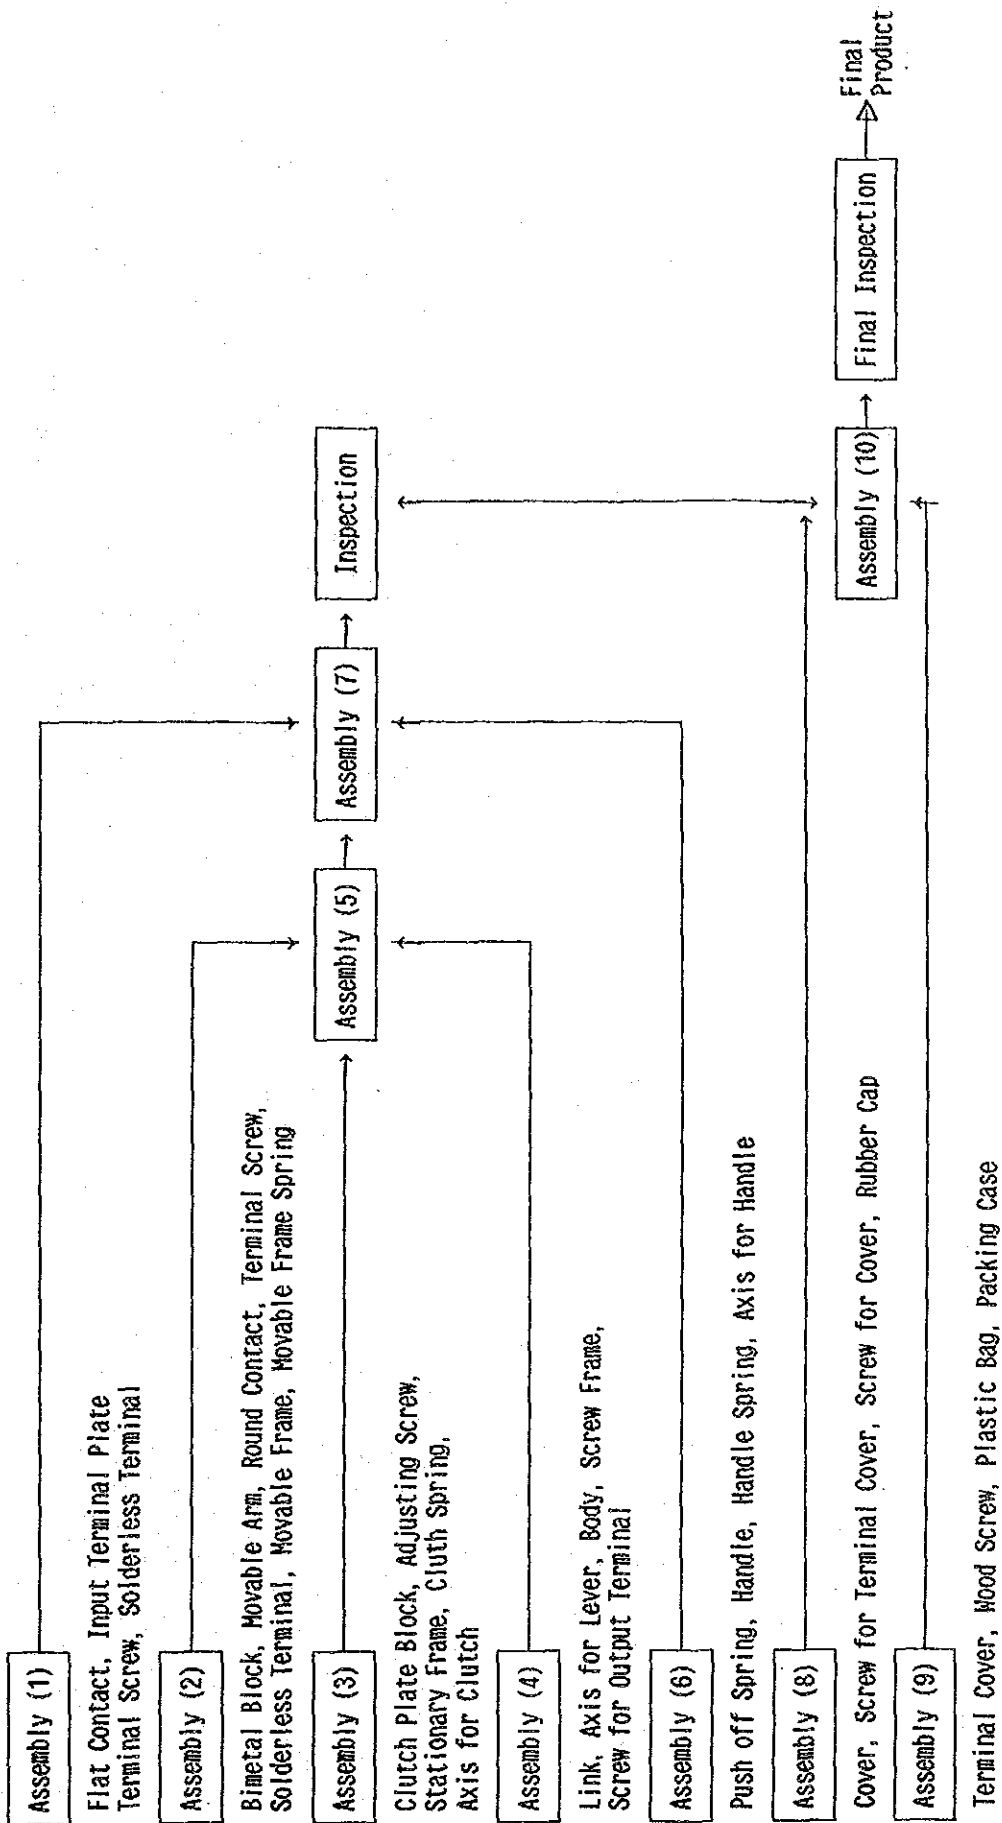 Assembly (1)
Flat Contact, Input Terminal Plate
Terminal Screw, Solderless Terminal
Assembly (2)
Bimetal Block, Movable Arm, Round Contact, Terminal Screw,
Solderless Terminal, Movable Frame, Movable Frame Spring
Assembly (3)
Clutch Plate Block, Adjusting Screw,
Stationary Frame, Cluth Spring,
Axis for Clutch
Assembly (4)
Link, Axis for Lever, Body, Screw Frame,
Screw for Output Terminal
Assembly (5)
Assembly (6)
Push off Spring, Handle, Handle Spring, Axis for Handle
Assembly (7)
Inspection
Assembly (8)
Cover, Screw for Terminal Cover, Screw for Cover, Rubber Cap
Assembly (9)
Terminal Cover, Wood Screw, Plastic Bag, Packing Case
Assembly (10)
Final Inspection
Final
Product